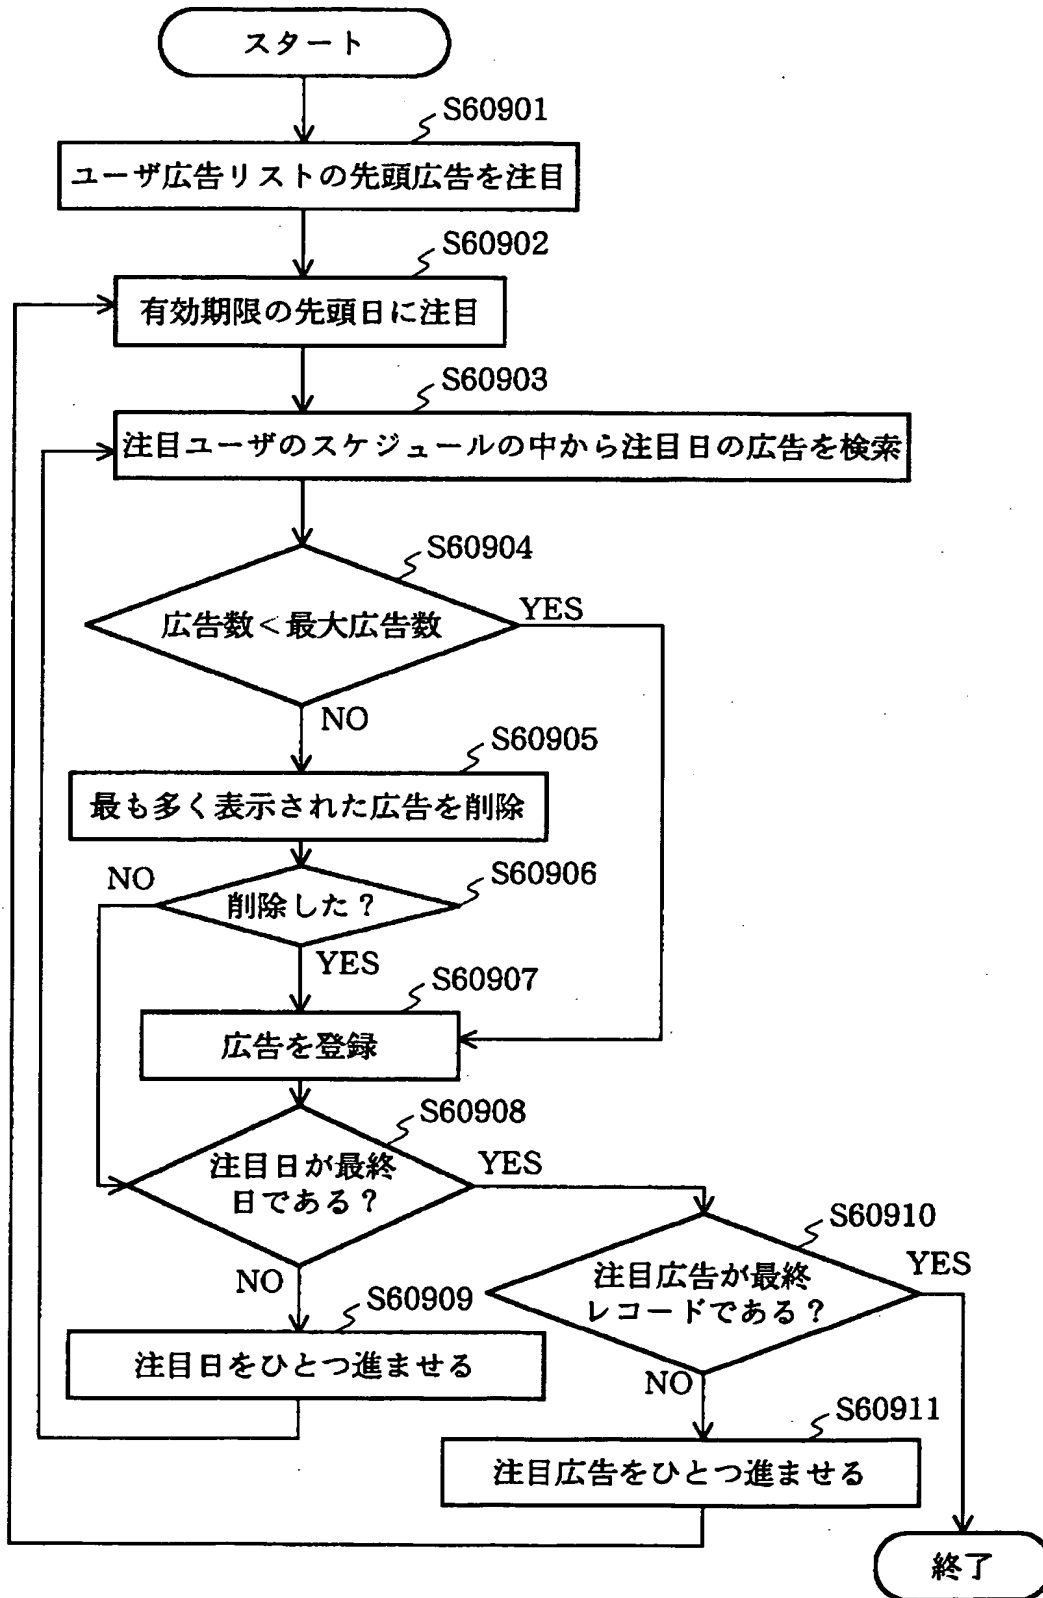 スタート
S60901
ユーザ広告リストの先頭広告を注目
S60902
有効期限の先頭日に注目
S60903
注目ユーザのスケジュールの中から注目日の広告を検索
S60904
広告数<最大広告数
YES
NO
S60905
最も多く表示された広告を削除
NO
S60906
削除した?
YES
S60907
広告を登録
S60908
注目日が最終
日である?
YES
NO
S60910
注目広告が最終
レコードである?
YES
NO
S60909
注目日をひとつ進ませる
S60911
注目広告をひとつ進ませる
終了